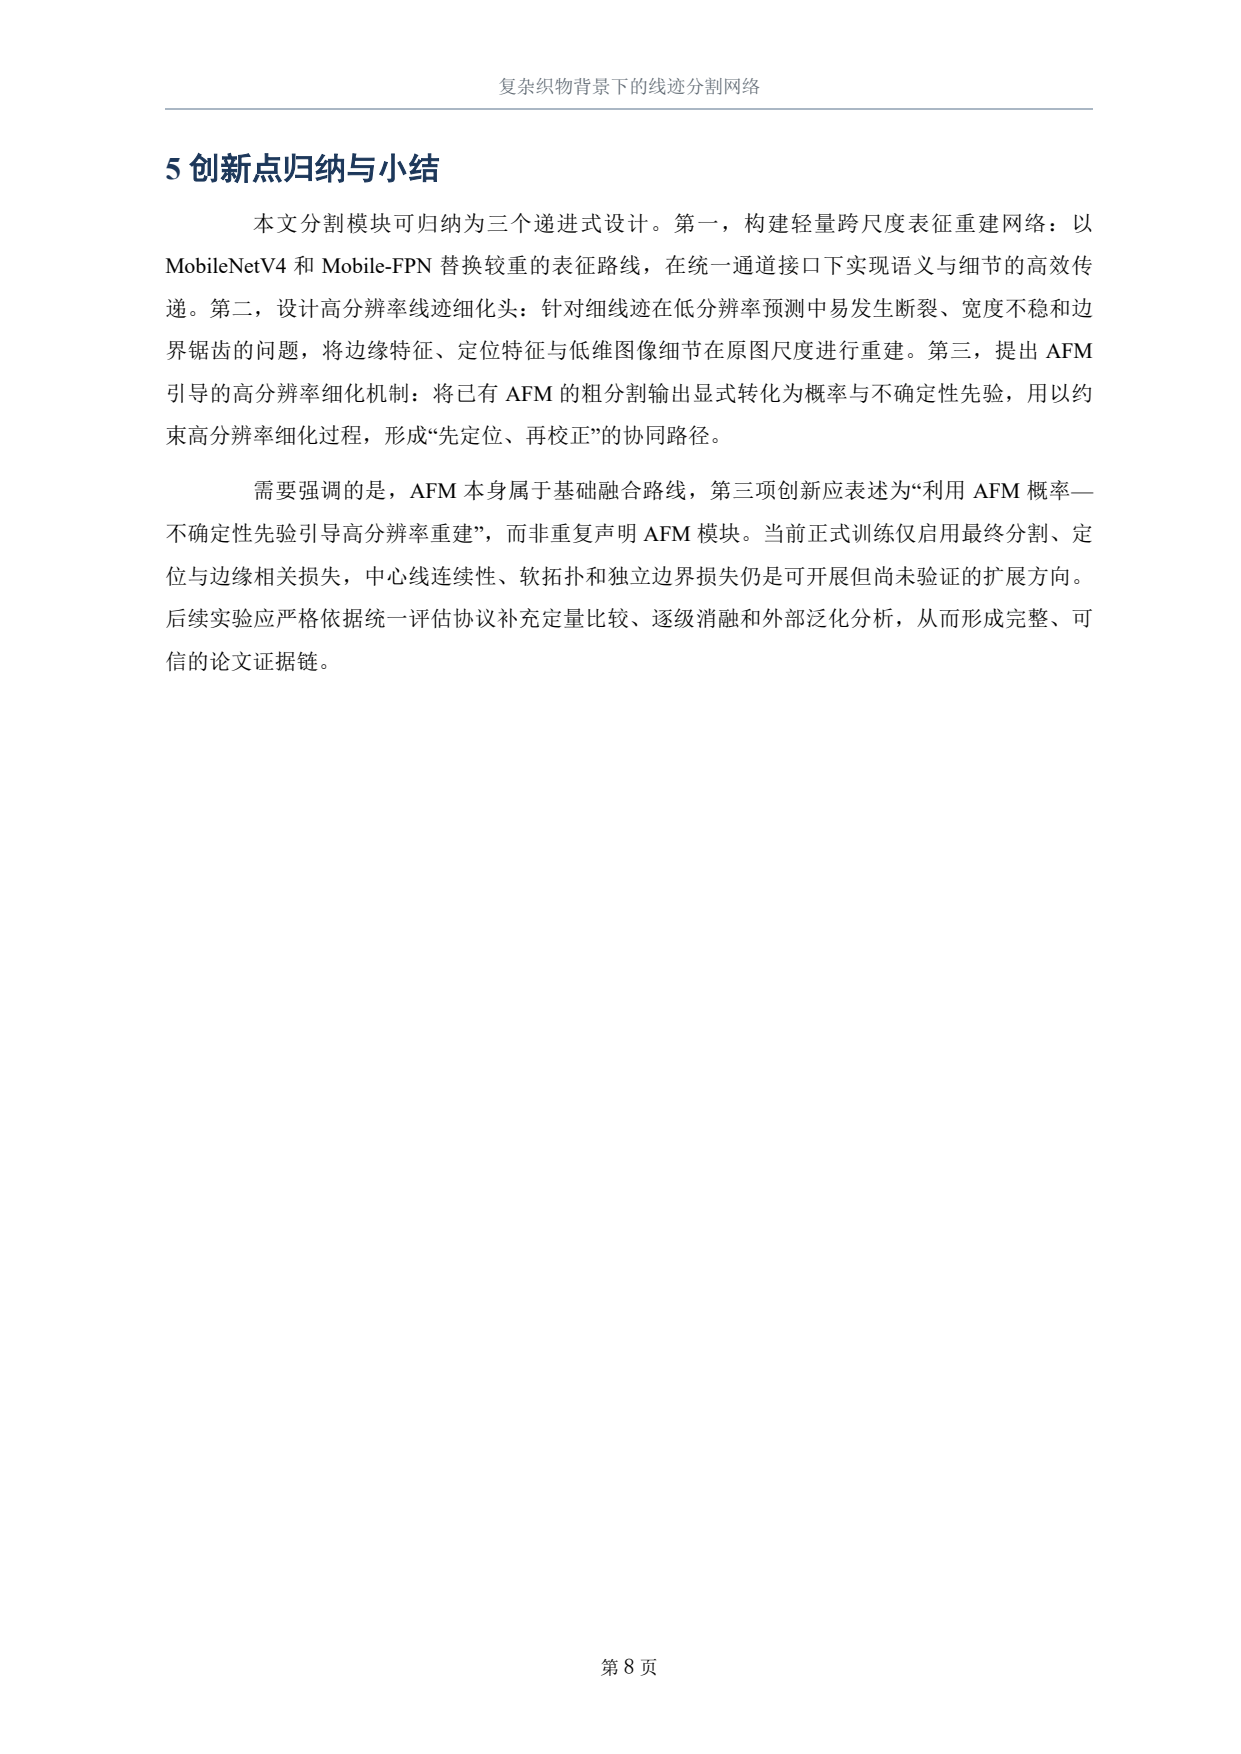 复杂织物背景下的线迹分割网络
5 创新点归纳与小结
本文分割模块可归纳为三个递进式设计。第一，构建轻量跨尺度表征重建网络：以
MobileNetV4 和 Mobile-FPN 替换较重的表征路线，在统一通道接口下实现语义与细节的高效传
递。第二，设计高分辨率线迹细化头：针对细线迹在低分辨率预测中易发生断裂、宽度不稳和边
界锯齿的问题，将边缘特征、定位特征与低维图像细节在原图尺度进行重建。第三，提出 AFM
引导的高分辨率细化机制：将已有 AFM 的粗分割输出显式转化为概率与不确定性先验，用以约
束高分辨率细化过程，形成“先定位、再校正”的协同路径。
需要强调的是，AFM 本身属于基础融合路线，第三项创新应表述为“利用 AFM 概率—
不确定性先验引导高分辨率重建”，而非重复声明 AFM 模块。当前正式训练仅启用最终分割、定
位与边缘相关损失，中心线连续性、软拓扑和独立边界损失仍是可开展但尚未验证的扩展方向。
后续实验应严格依据统一评估协议补充定量比较、逐级消融和外部泛化分析，从而形成完整、可
信的论文证据链。
第 8 页